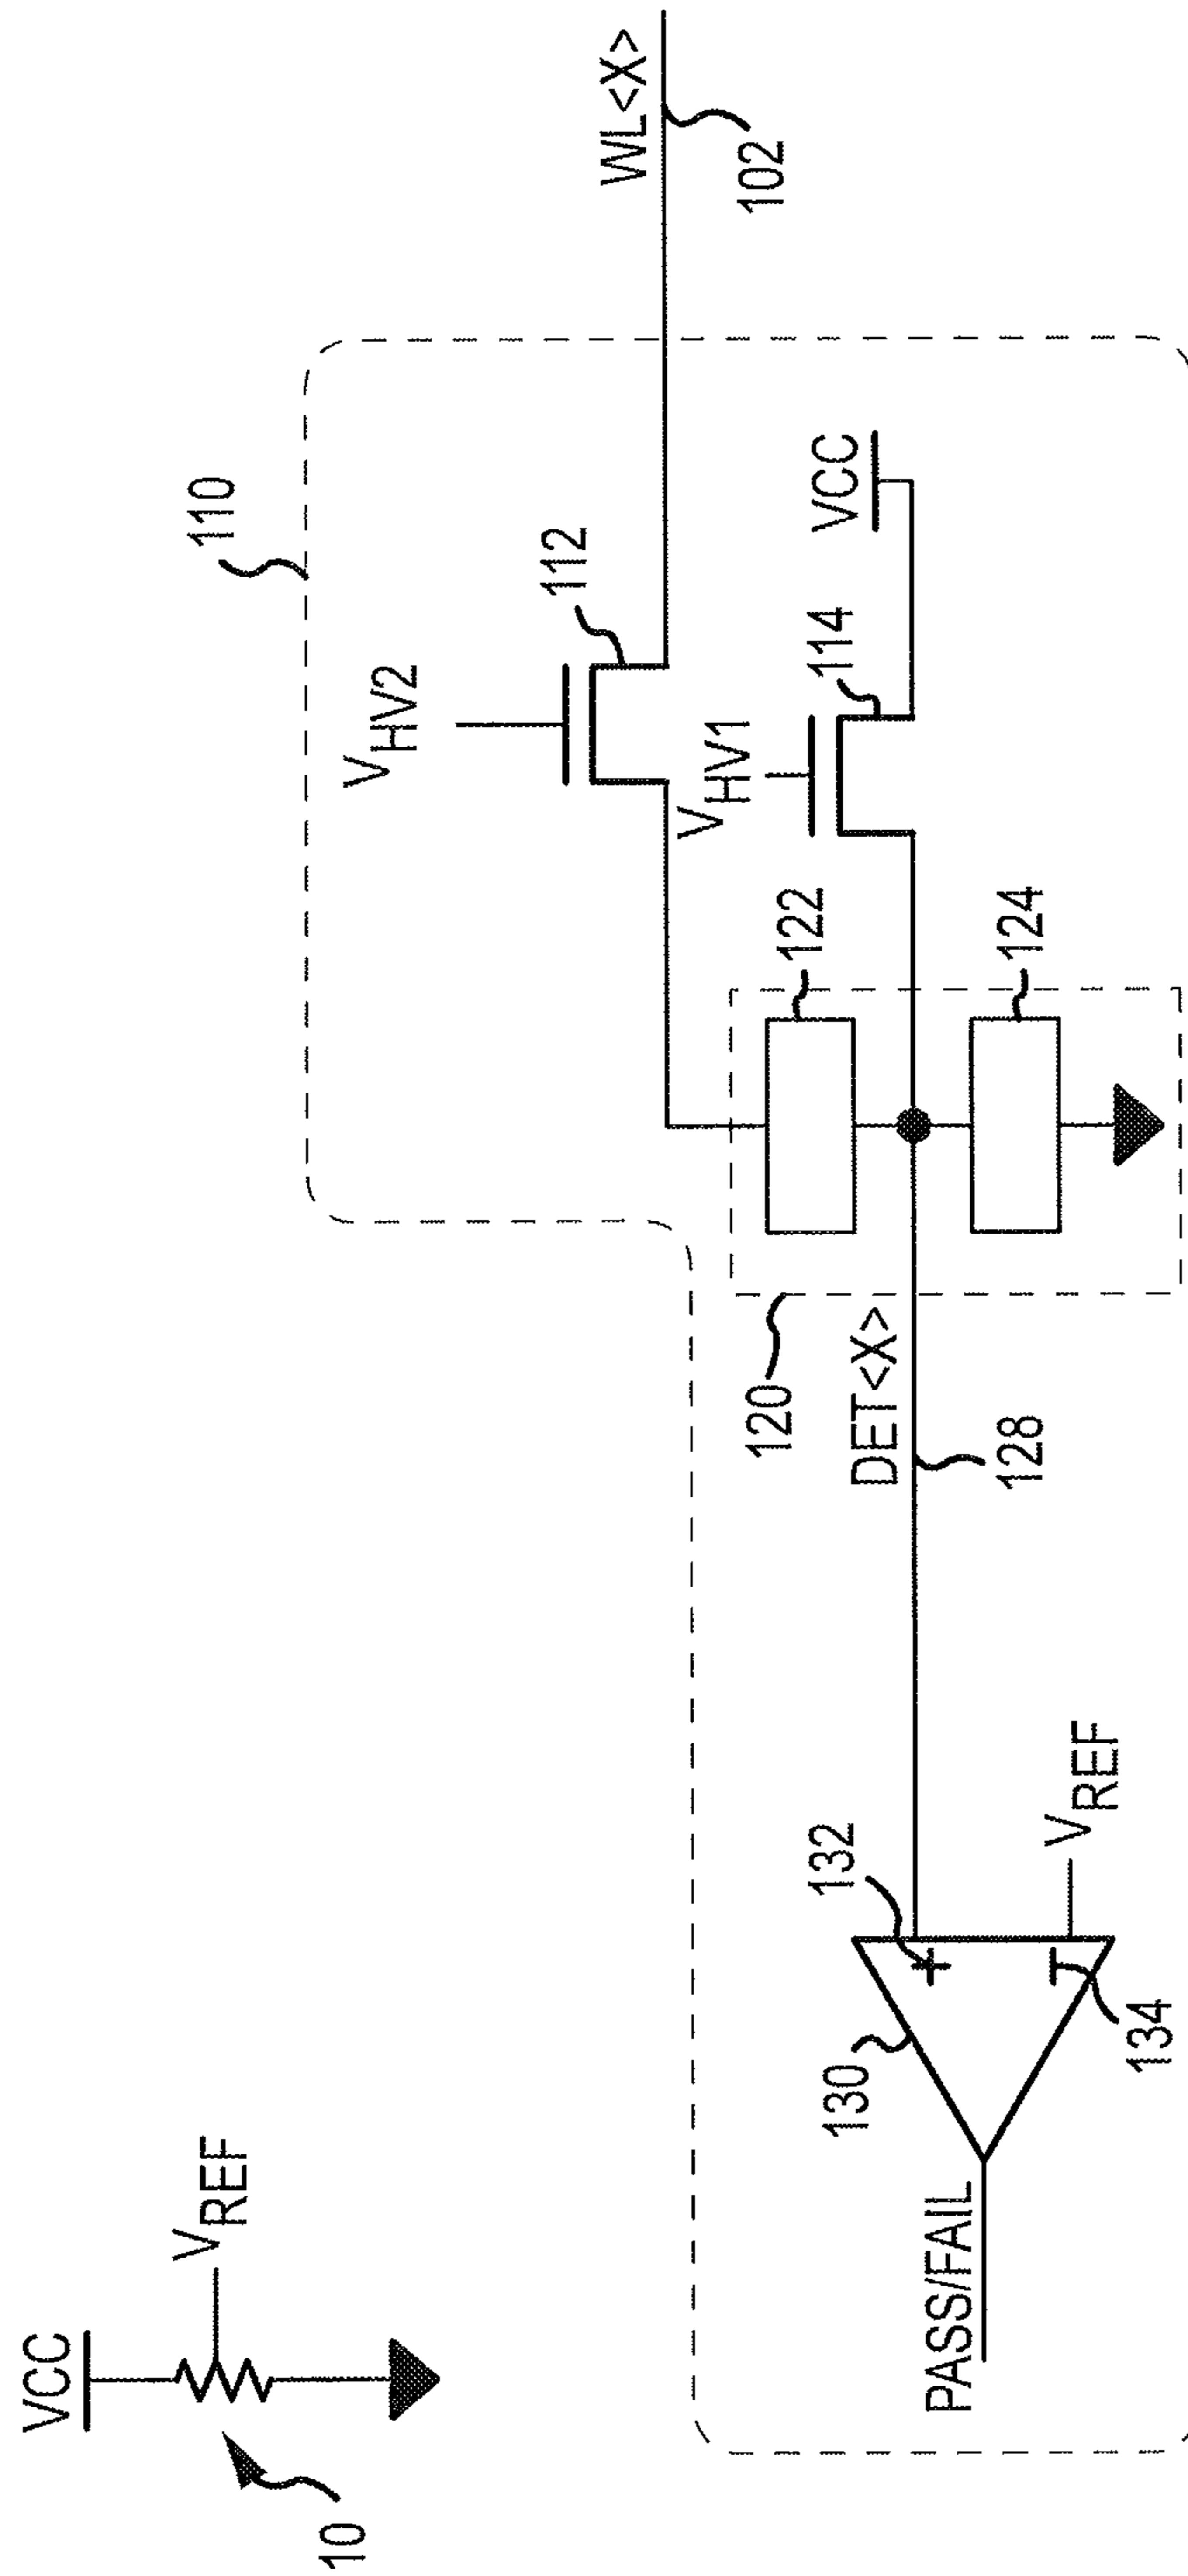 110
WL<X>
102
V_HV2
112
V_HV1
114
VCC
122
124
120
DET<X>
128
132
130
134
V_REF
PASS/FAIL
VCC
V_REF
10